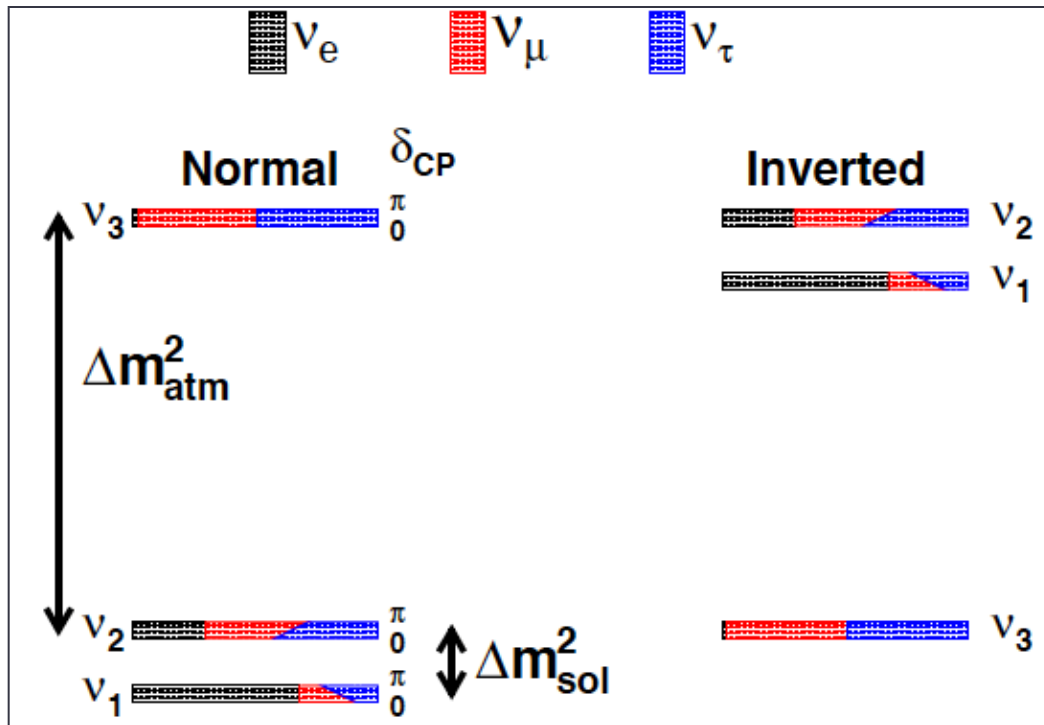 νe νμ ντ
Normal δCP Inverted
ν3 π ν2
0
ν1
Δm²atm
ν2 π ν3
0
Δm²sol
ν1 π
0